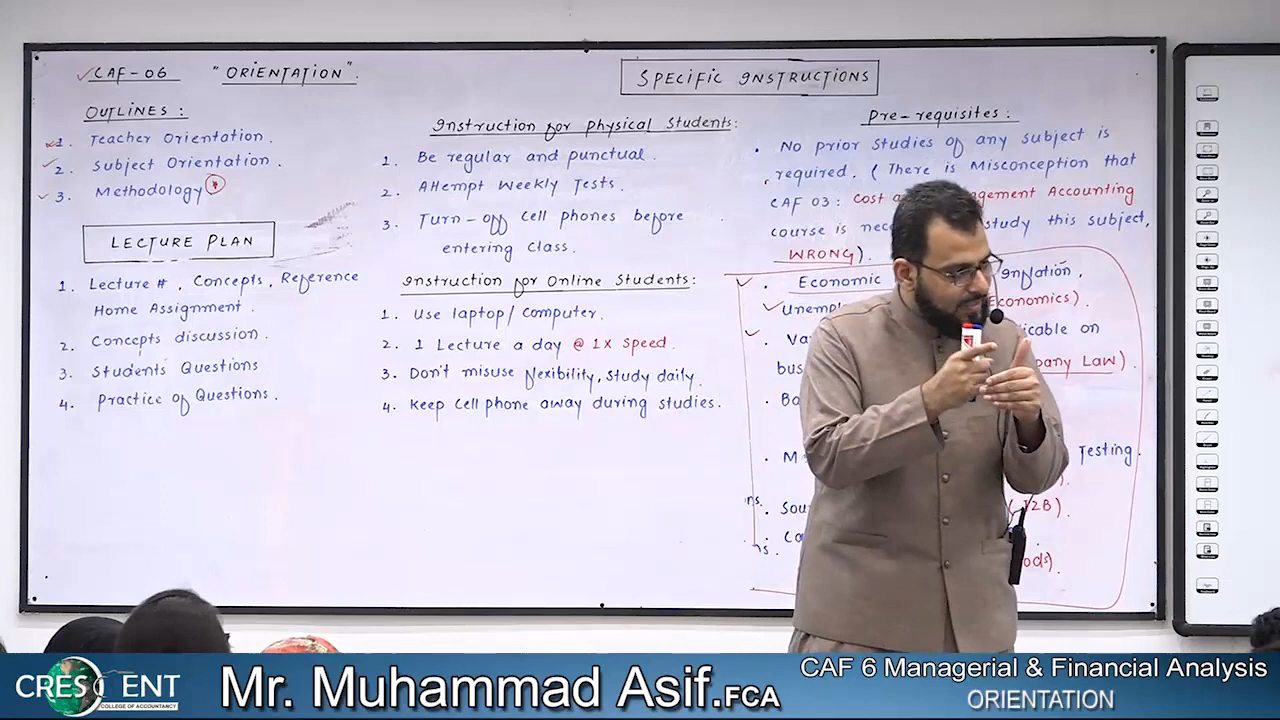 CAF-06 "ORIENTATION".
OUTLINES:
1. Teacher Orientation.
2. Subject Orientation.
3. Methodology
LECTURE PLAN
1. Lecture #, Concepts Reference
Home Assignment.
2. Concepts discussion.
3. Students' Questions
4. Practice of Questions.
SPECIFIC INSTRUCTIONS
Instruction for Physical Students:
1. Be regular and punctual.
2. Attempt Weekly Tests.
3. Turn-off cell phones before
entering class.
Instruction for Online Students:
1. Use laptop/computer.
2. 1 Lecture a day @ 1x speed.
3. Don't misuse flexibility, study daily.
4. Keep cell phone away during studies.
Pre-requisites:
• No prior studies of any subject is
required. (There is Misconception that
CAF 03: Cost Accounting
course is study this subject,
WRONG).
• Economic
Economics).
on
Law).
Testing.
CRESCENT
COLLEGE OF ACCOUNTANCY
Mr. Muhammad Asif.FCA
CAF 6 Managerial & Financial Analysis
ORIENTATION